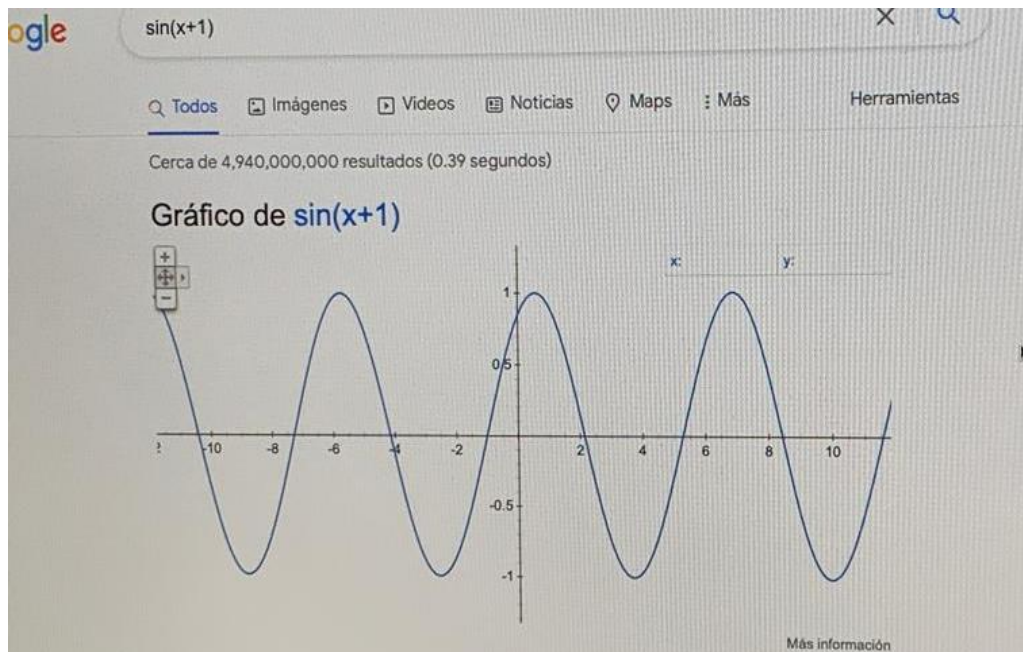 ogle
sin(x+1)
Todos Imágenes Videos Noticias Maps Más Herramientas
Cerca de 4,940,000,000 resultados (0.39 segundos)
Gráfico de sin(x+1)
x: y:
1
0.5
-10 -8 -6 -4 -2 2 4 6 8 10
-0.5
-1
Más información